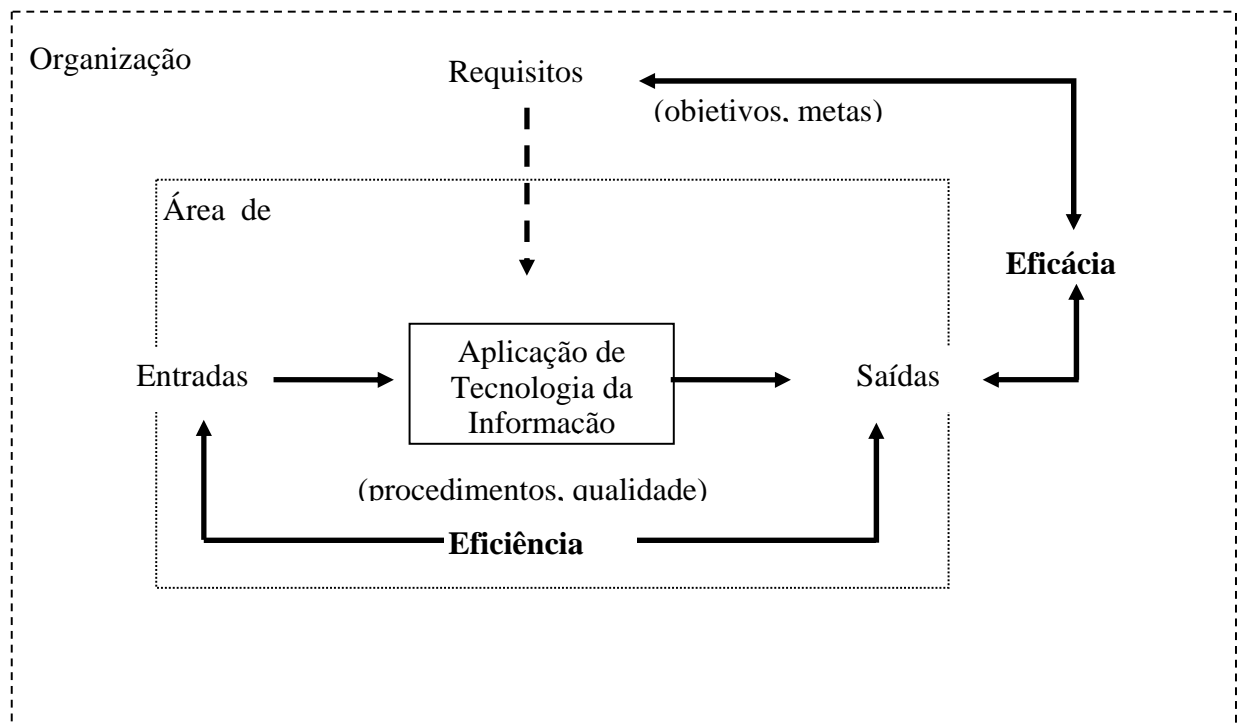 Organização
Requisitos
(objetivos, metas)
Área de
Eficácia
Entradas
Aplicação de
Tecnologia da
Informação
Saídas
(procedimentos, qualidade)
Eficiência